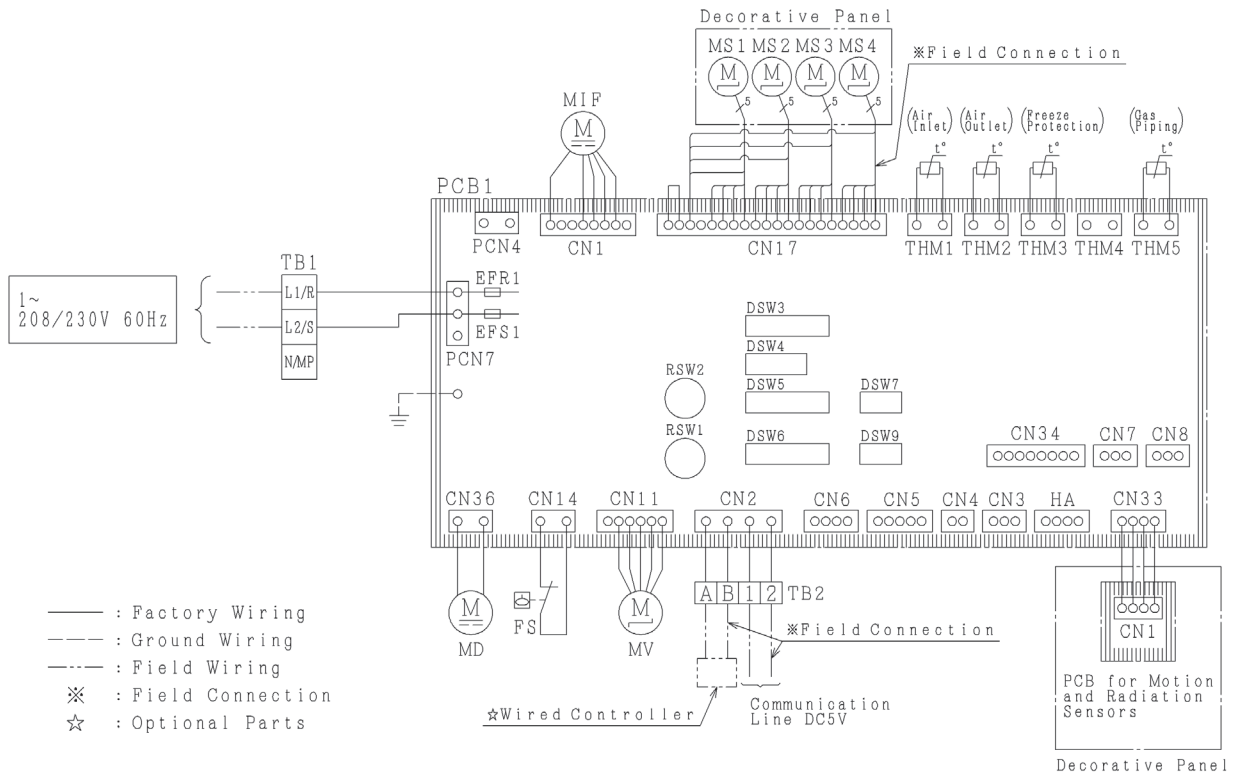 Decorative Panel
MS1 MS2 MS3 MS4
M M M M
5 5 5 5
※Field Connection
MIF
M
(Air Inlet) (Air Outlet) (Freeze Protection) (Gas Piping)
t° t° t° t°
PCB1
PCN4
CN1
CN17
THM1 THM2 THM3 THM4 THM5
TB1
EFR1
L1/R
1~
208/230V 60Hz
L2/S
EFS1
N/MP
PCN7
DSW3
DSW4
RSW2
DSW5
DSW7
RSW1
DSW6
DSW9
CN34
CN7
CN8
CN36
CN14
CN11
CN2
CN6
CN5
CN4
CN3
HA
CN33
A B 1 2 TB2
M
MD
FS
M
MV
※Field Connection
CN1
PCB for Motion
and Radiation
Sensors
Decorative Panel
☆Wired Controller
Communication
Line DC5V
: Factory Wiring
: Ground Wiring
: Field Wiring
※ : Field Connection
☆ : Optional Parts